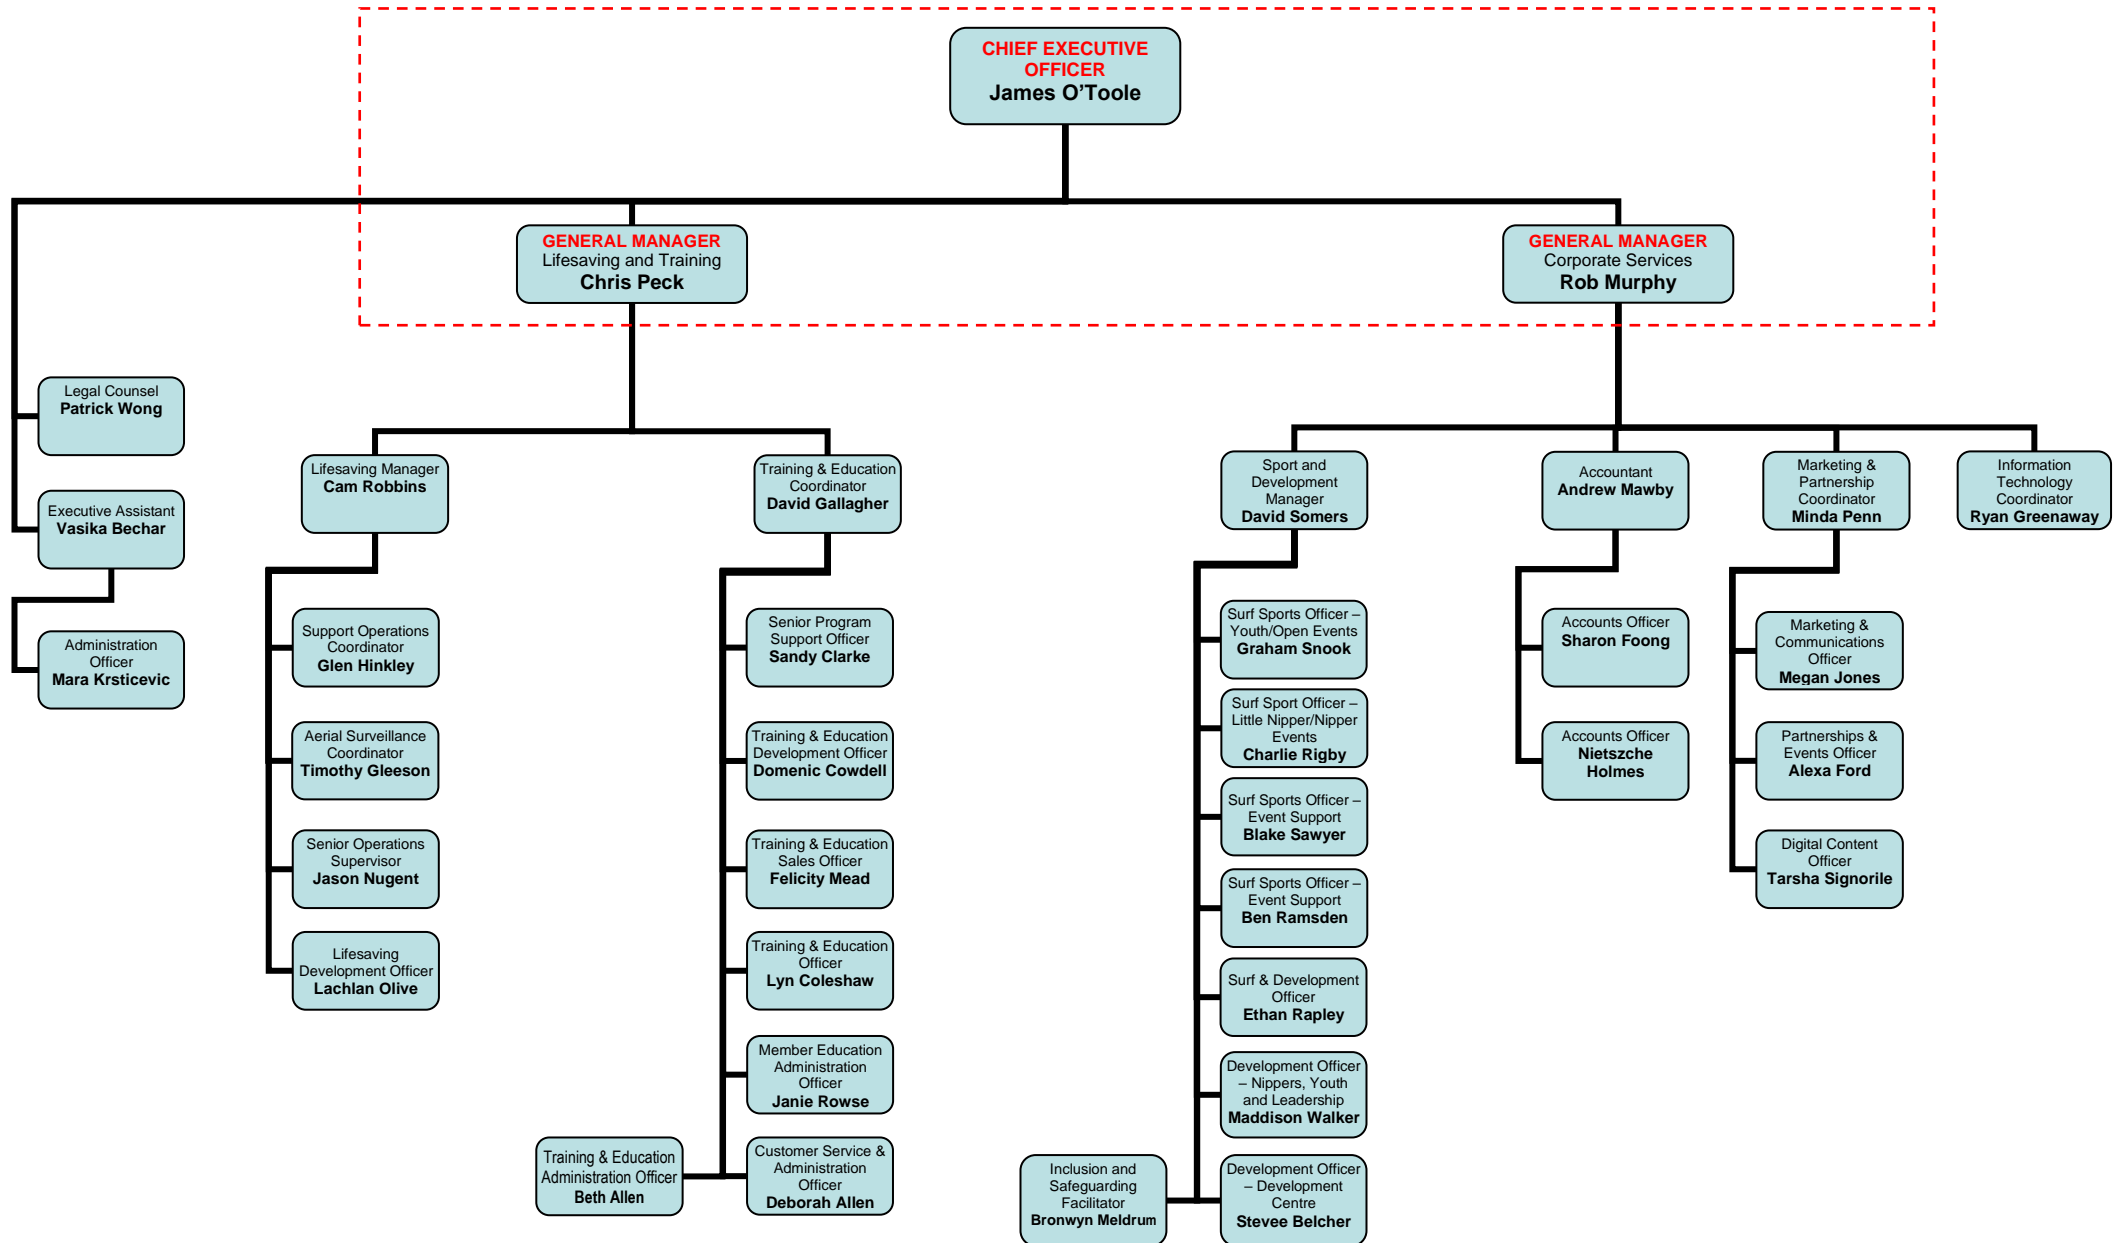 CHIEF EXECUTIVE
OFFICER
James O'Toole
GENERAL MANAGER
Lifesaving and Training
Chris Peck
GENERAL MANAGER
Corporate Services
Rob Murphy
Legal Counsel
Patrick Wong
Executive Assistant
Vasika Bechar
Administration
Officer
Mara Krsticevic
Lifesaving Manager
Cam Robbins
Support Operations
Coordinator
Glen Hinkley
Aerial Surveillance
Coordinator
Timothy Gleeson
Senior Operations
Supervisor
Jason Nugent
Lifesaving
Development Officer
Lachlan Olive
Training & Education
Coordinator
David Gallagher
Senior Program
Support Officer
Sandy Clarke
Training & Education
Development Officer
Domenic Cowdell
Training & Education
Sales Officer
Felicity Mead
Training & Education
Officer
Lyn Coleshaw
Member Education
Administration
Officer
Janie Rowse
Training & Education
Administration Officer
Beth Allen
Customer Service &
Administration
Officer
Deborah Allen
Sport and
Development
Manager
David Somers
Surf Sports Officer –
Youth/Open Events
Graham Snook
Surf Sport Officer –
Little Nipper/Nipper
Events
Charlie Rigby
Surf Sports Officer –
Event Support
Blake Sawyer
Surf Sports Officer –
Event Support
Ben Ramsden
Surf & Development
Officer
Ethan Rapley
Development Officer
– Nippers, Youth
and Leadership
Maddison Walker
Inclusion and
Safeguarding
Facilitator
Bronwyn Meldrum
Development Officer
– Development
Centre
Stevee Belcher
Accountant
Andrew Mawby
Accounts Officer
Sharon Foong
Accounts Officer
Nietszche
Holmes
Marketing &
Partnership
Coordinator
Minda Penn
Marketing &
Communications
Officer
Megan Jones
Partnerships &
Events Officer
Alexa Ford
Digital Content
Officer
Tarsha Signorile
Information
Technology
Coordinator
Ryan Greenaway